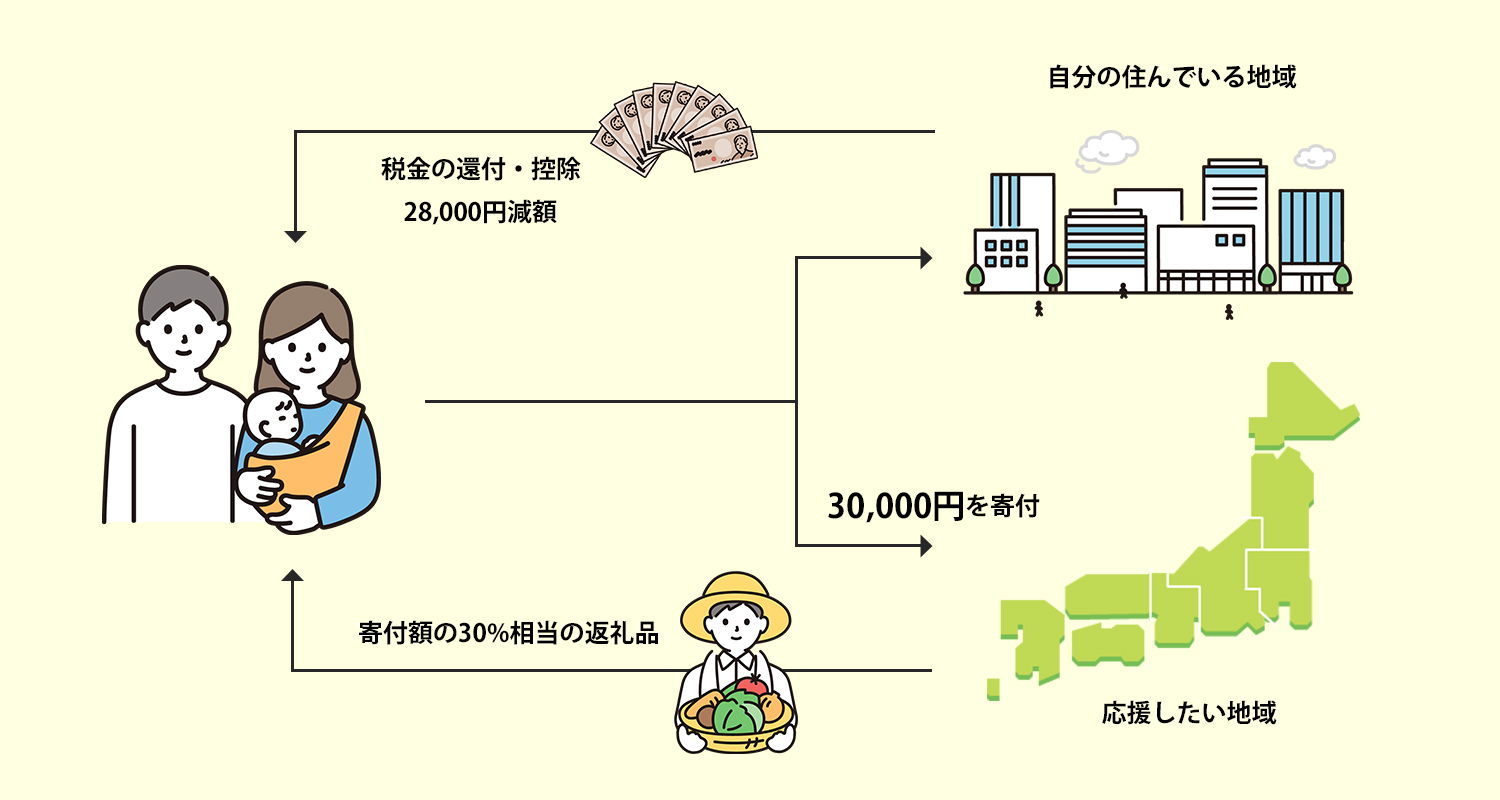 自分の住んでいる地域
税金の還付・控除
28,000円減額
30,000円を寄付
寄付額の30%相当の返礼品
応援したい地域